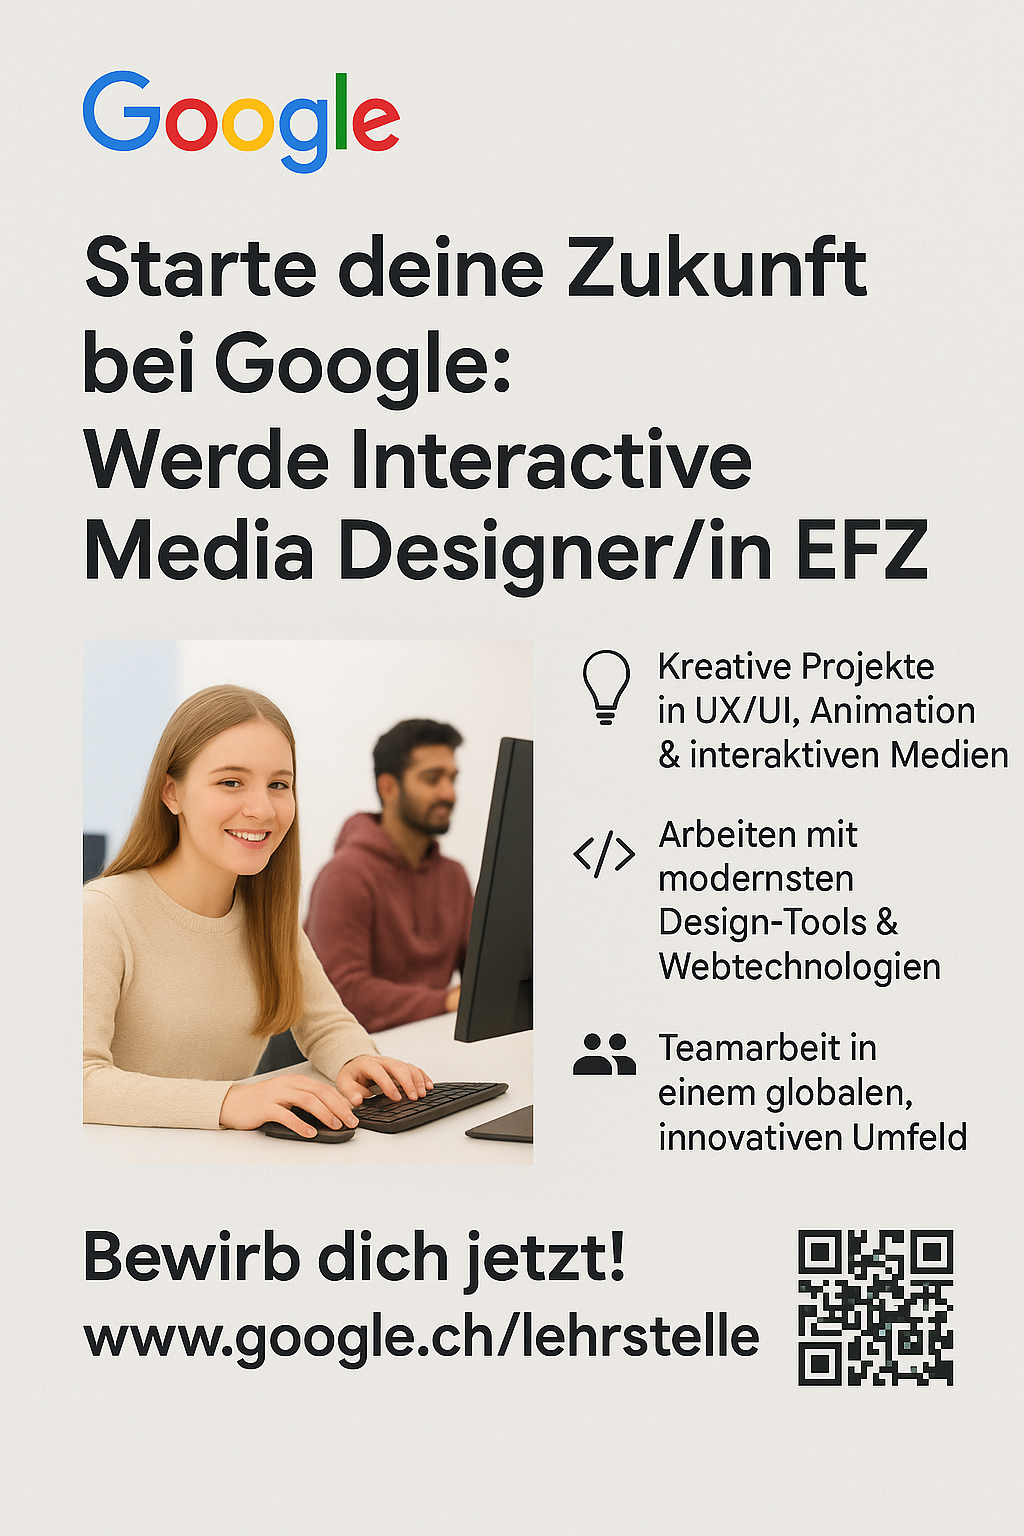 Google
Starte deine Zukunft
bei Google:
Werde Interactive
Media Designer/in EFZ
Kreative Projekte
in UX/UI, Animation
& interaktiven Medien
</>
Arbeiten mit
modernsten
Design-Tools &
Webtechnologien
Teamarbeit in
einem globalen,
innovativen Umfeld
Bewirb dich jetzt!
www.google.ch/lehrstelle